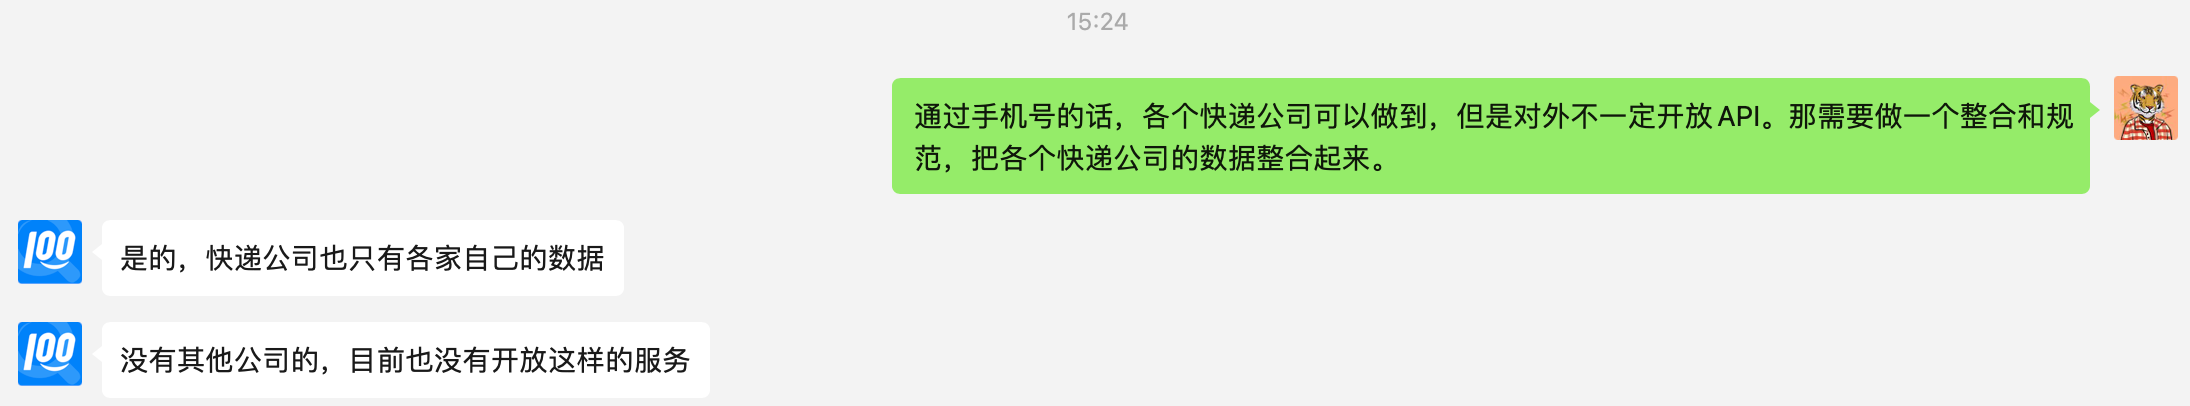 15:24
通过手机号的话，各个快递公司可以做到，但是对外不一定开放 API。那需要做一个整合和规
范，把各个快递公司的数据整合起来。
100
是的，快递公司也只有各家自己的数据
100
没有其他公司的，目前也没有开放这样的服务